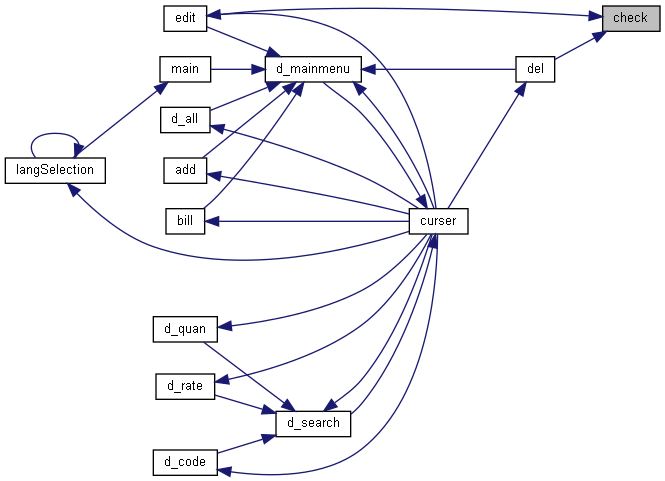 edit
check
main
d_mainmenu
del
d_all
langSelection
add
bill
curser
d_quan
d_rate
d_search
d_code